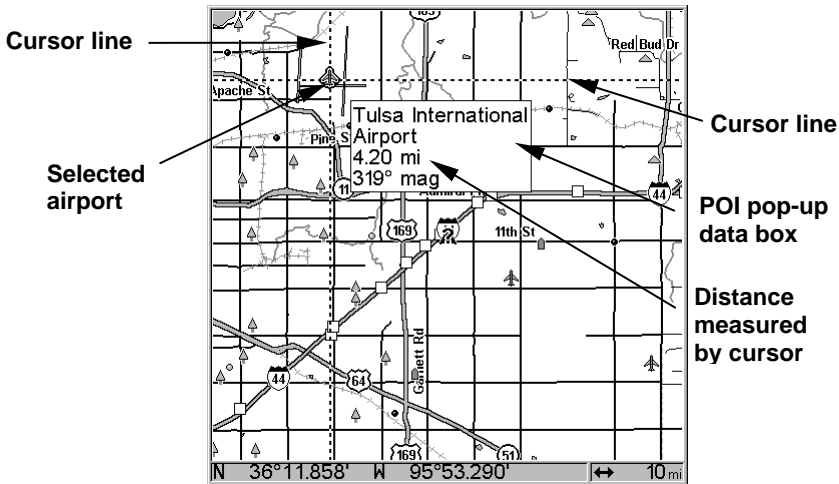 Cursor line
183
Red Bud Dr
Apache St
Cursor line
Tulsa International
Airport
4.20 mi
319° mag
Pine S
Selected
airport
11
44
POI pop-up
data box
169
11th St
Distance
measured
by cursor
Garnett Rd
44
64
51
169
N 36°11.858' W 95°53.290' ↔ 10 mi